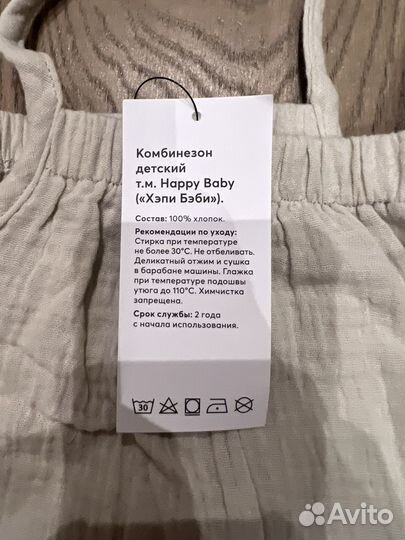 Комбинезон
детский
т.м. Happy Baby
(«Хэпи Бэби»).
Состав: 100% хлопок.
Рекомендации по уходу:
Стирка при температуре
не более 30°С. Не отбеливать.
Деликатный отжим и сушка
в барабане машины. Глажка
при температуре подошвы
утюга до 110°С. Химчистка
запрещена.
Срок службы: 2 года
с начала использования.
30
Avito